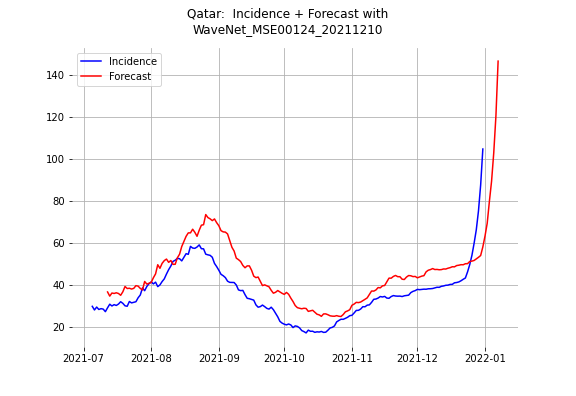 Qatar:  Incidence + Forecast with
WaveNet_MSE00124_20211210
Incidence
Forecast
140
120
100
80
60
40
20
2021-07 2021-08 2021-09 2021-10 2021-11 2021-12 2022-01